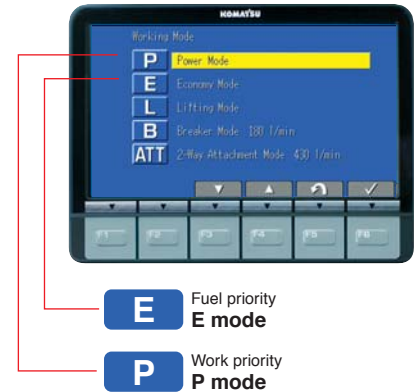 KOMATSU
Working Mode
P Power Mode
E Economy Mode
L Lifting Mode
B Breaker Mode 180 l/min
ATT 2-Way Attachment Mode 430 l/min
F1 F2 F3 F4 F5 F6
E Fuel priority
E mode
P Work priority
P mode